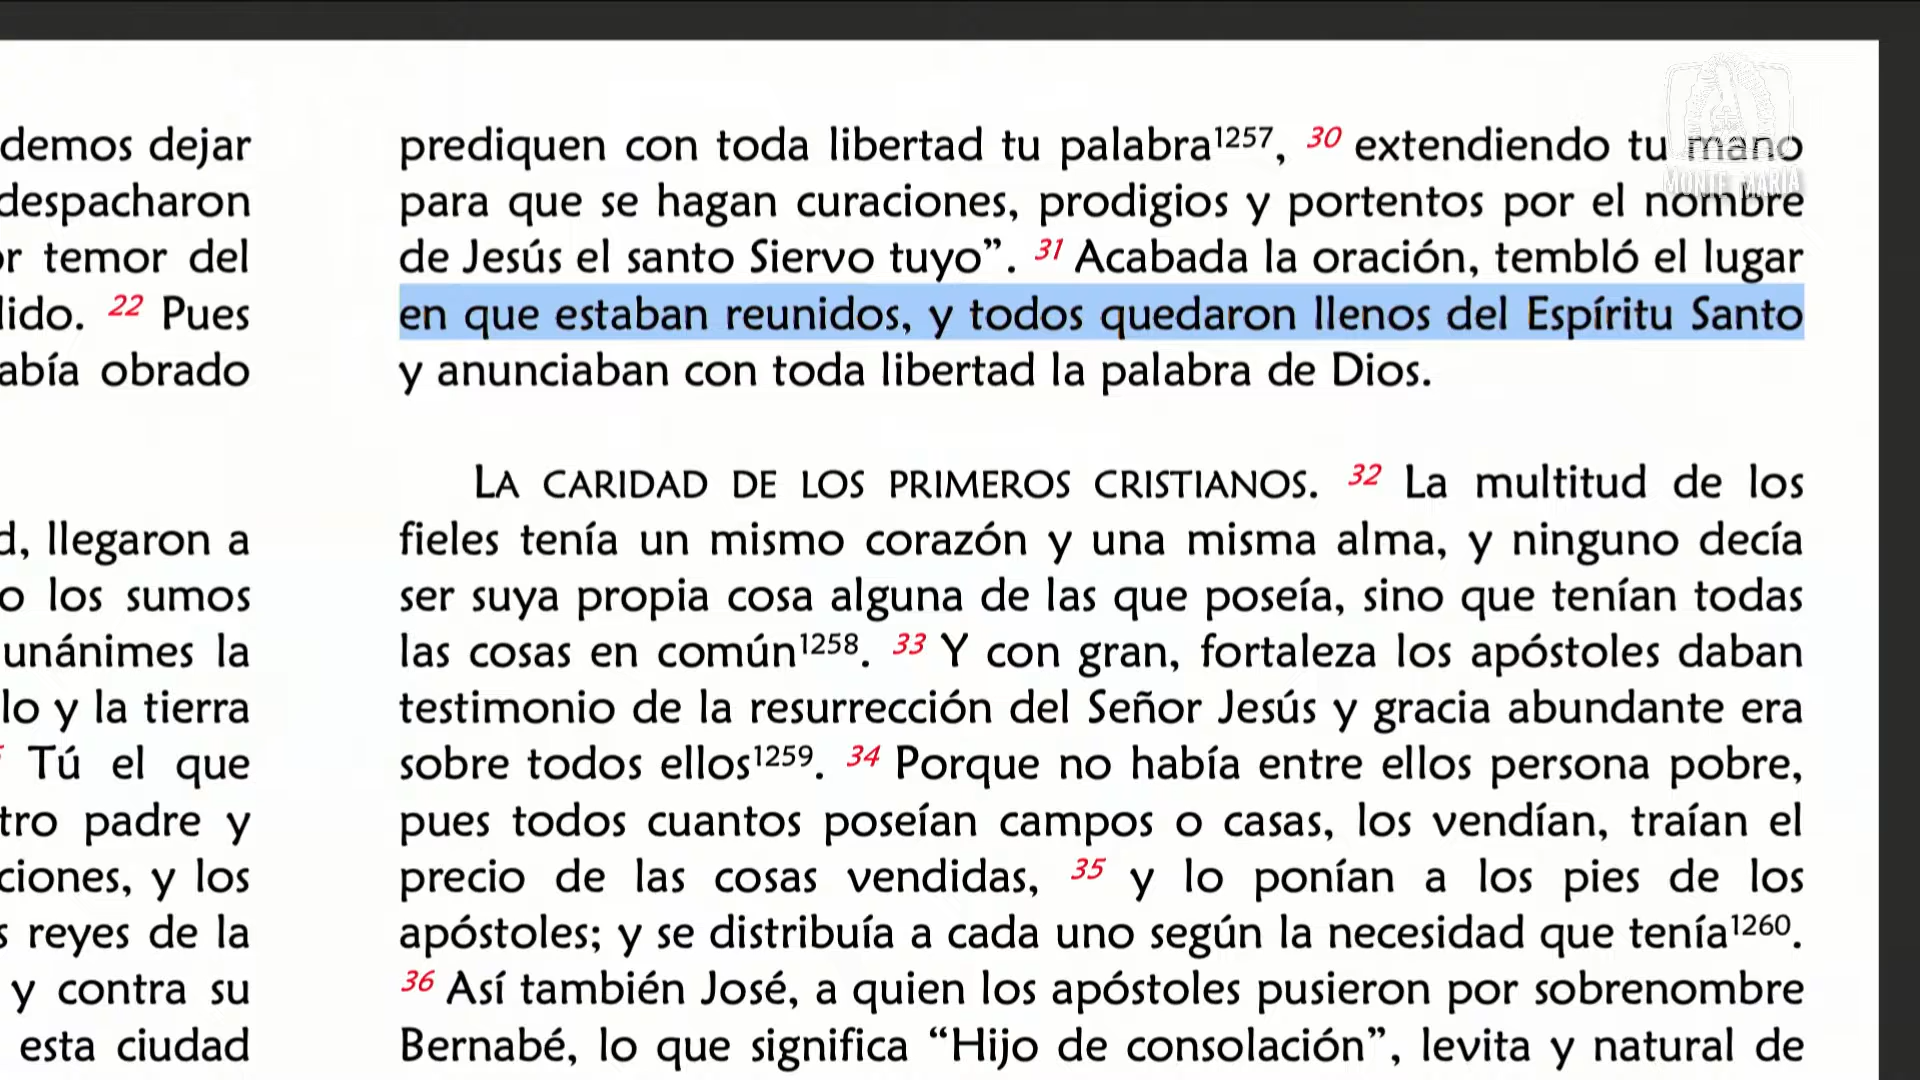 demos dejar
despacharon
r temor del
lido. 22 Pues
abía obrado
d, llegaron a
o los sumos
unánimes la
lo y la tierra
Tú el que
tro padre y
ciones, y los
s reyes de la
y contra su
esta ciudad
prediquen con toda libertad tu palabra1257, 30 extendiendo tu mano
para que se hagan curaciones, prodigios y portentos por el nombre
de Jesús el santo Siervo tuyo”. 31 Acabada la oración, tembló el lugar
en que estaban reunidos, y todos quedaron llenos del Espíritu Santo
y anunciaban con toda libertad la palabra de Dios.
LA CARIDAD DE LOS PRIMEROS CRISTIANOS. 32 La multitud de los
fieles tenía un mismo corazón y una misma alma, y ninguno decía
ser suya propia cosa alguna de las que poseía, sino que tenían todas
las cosas en común1258. 33 Y con gran, fortaleza los apóstoles daban
testimonio de la resurrección del Señor Jesús y gracia abundante era
sobre todos ellos1259. 34 Porque no había entre ellos persona pobre,
pues todos cuantos poseían campos o casas, los vendían, traían el
precio de las cosas vendidas, 35 y lo ponían a los pies de los
apóstoles; y se distribuía a cada uno según la necesidad que tenía1260.
36 Así también José, a quien los apóstoles pusieron por sobrenombre
Bernabé, lo que significa “Hijo de consolación”, levita y natural de
MONTE MARÍA